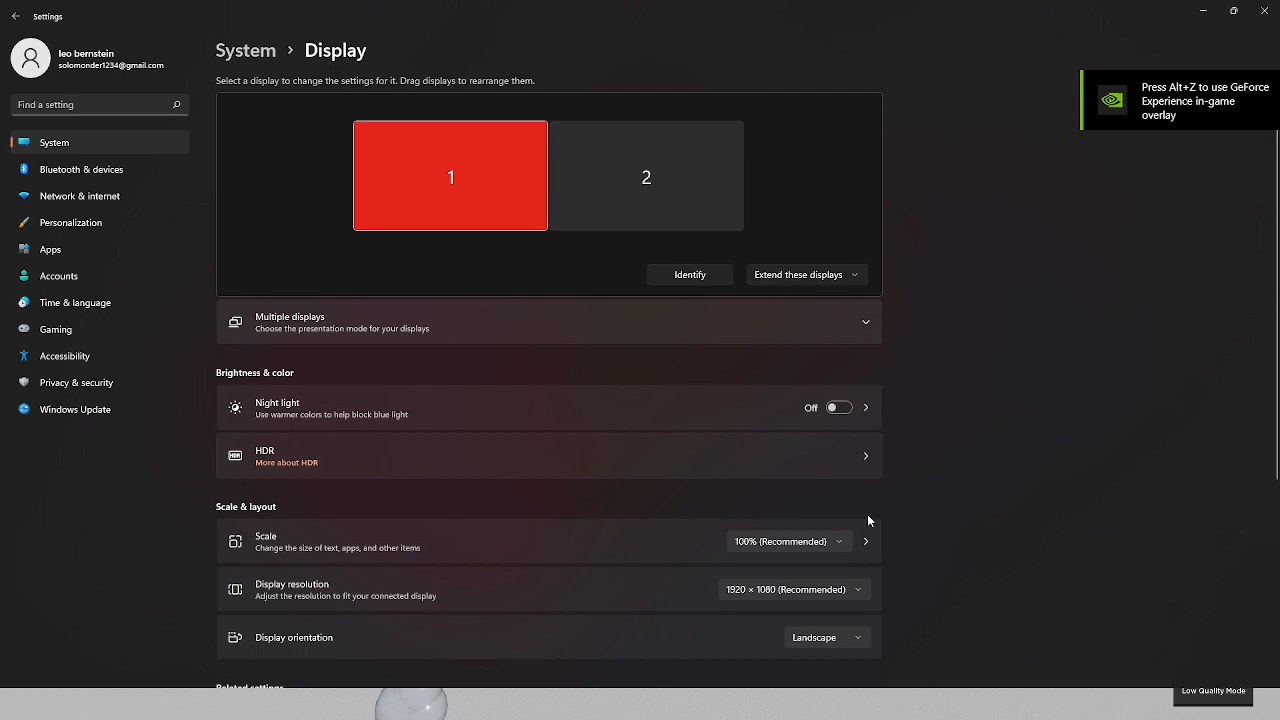 Settings
leo bernstein
solomonder1234@gmail.com
Find a setting
System
Bluetooth & devices
Network & internet
Personalization
Apps
Accounts
Time & language
Gaming
Accessibility
Privacy & security
Windows Update
System > Display
Select a display to change the settings for it. Drag displays to rearrange them.
1
2
Identify
Extend these displays
Multiple displays
Choose the presentation mode for your displays
Brightness & color
Night light
Use warmer colors to help block blue light
Off
HDR
HDR
More about HDR
Scale & layout
Scale
Change the size of text, apps, and other items
100% (Recommended)
Display resolution
Adjust the resolution to fit your connected display
1920 × 1080 (Recommended)
Display orientation
Landscape
Related settings
Press Alt+Z to use GeForce
Experience in-game
overlay
Low Quality Mode